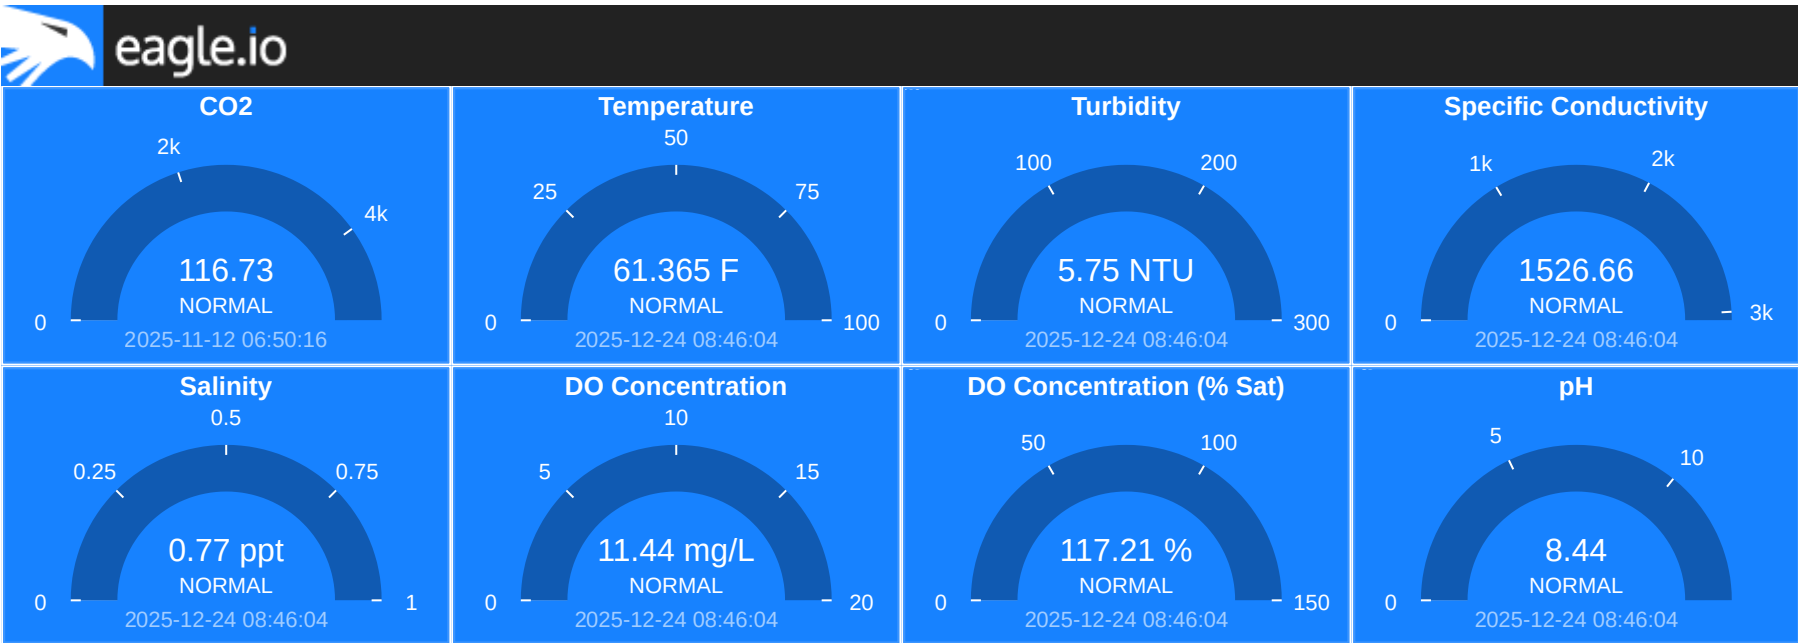 eagle.io
CO2
2k
4k
0
116.73
NORMAL
2025-11-12 06:50:16
Temperature
50
25
75
0
100
61.365 F
NORMAL
2025-12-24 08:46:04
Turbidity
100
200
0
300
5.75 NTU
NORMAL
2025-12-24 08:46:04
Specific Conductivity
1k
2k
0
3k
1526.66
NORMAL
2025-12-24 08:46:04
Salinity
0.5
0.25
0.75
0
1
0.77 ppt
NORMAL
2025-12-24 08:46:04
DO Concentration
10
5
15
0
20
11.44 mg/L
NORMAL
2025-12-24 08:46:04
DO Concentration (% Sat)
50
100
0
150
117.21 %
NORMAL
2025-12-24 08:46:04
pH
5
10
0
8.44
NORMAL
2025-12-24 08:46:04